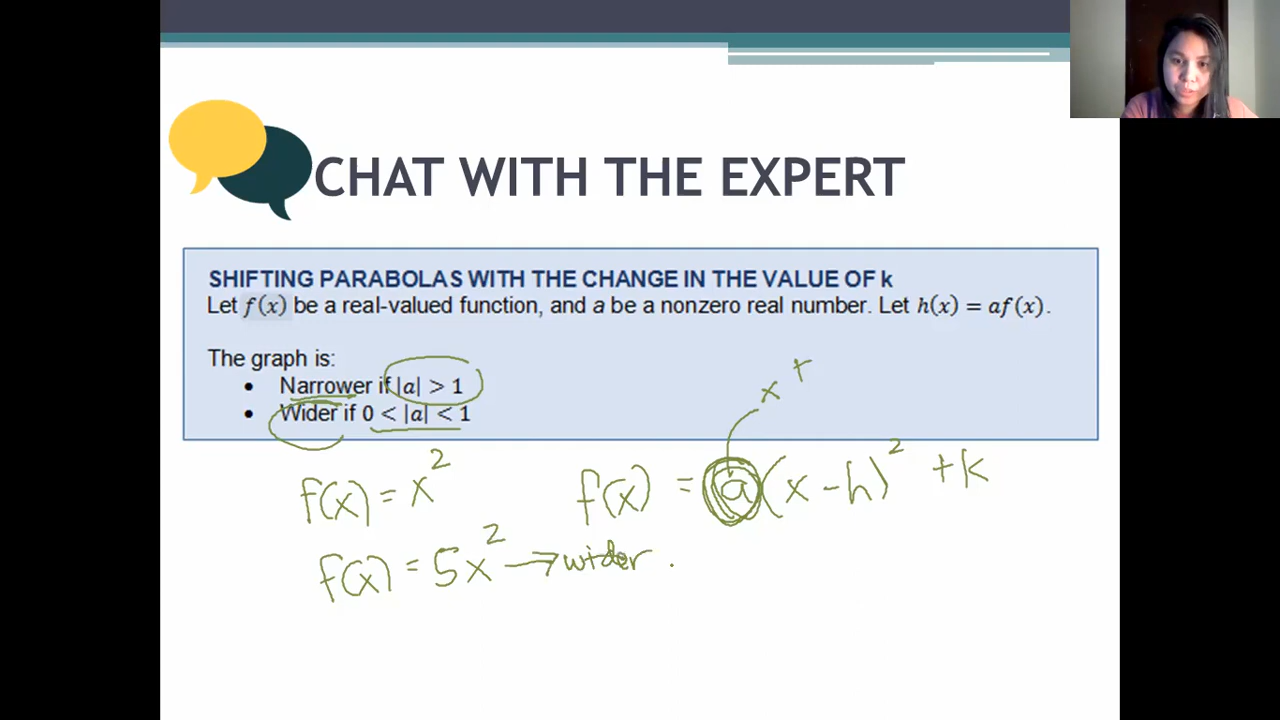 CHAT WITH THE EXPERT
SHIFTING PARABOLAS WITH THE CHANGE IN THE VALUE OF k
Let f(x) be a real-valued function, and a be a nonzero real number. Let h(x) = af(x).
The graph is:
• Narrower if |a| > 1
• Wider if 0 < |a| < 1
x +
f(x) = x²
f(x) = a(x - h)² + k
f(x) = 5x² → wider .